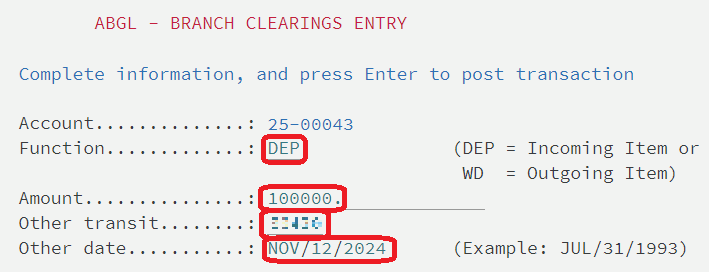 ABGL - BRANCH CLEARINGS ENTRY
Complete information, and press Enter to post transaction
Account..............: 25-00043
Function.............: DEP (DEP = Incoming Item or
WD = Outgoing Item)
Amount...............: 100000.
Other transit........:
Other date...........: NOV/12/2024 (Example: JUL/31/1993)